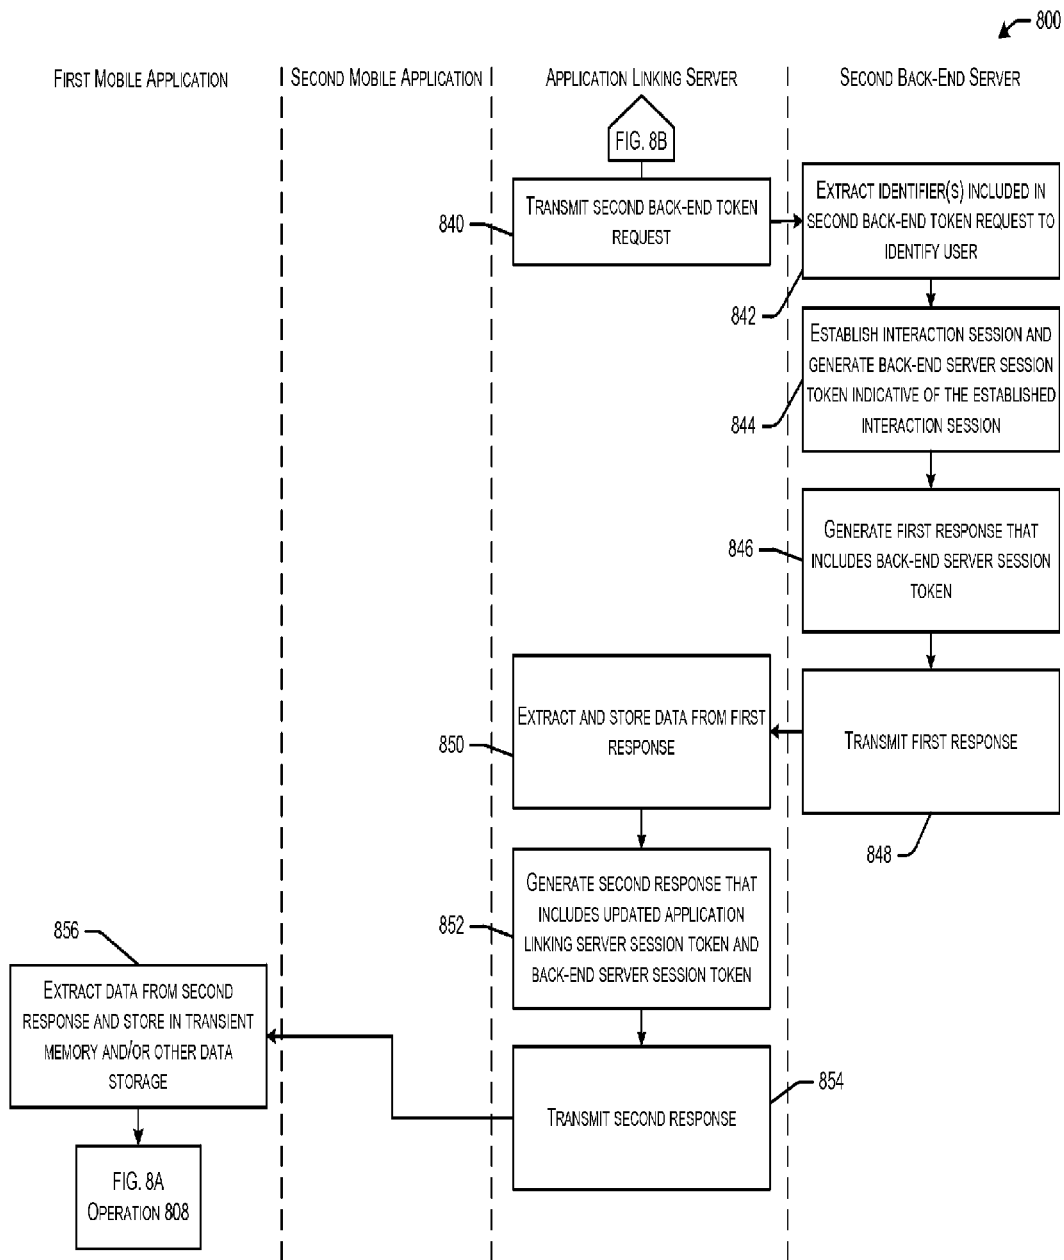 800
FIRST MOBILE APPLICATION
SECOND MOBILE APPLICATION
APPLICATION LINKING SERVER
SECOND BACK-END SERVER
FIG. 8B
840
TRANSMIT SECOND BACK-END TOKEN
REQUEST
EXTRACT IDENTIFIER(S) INCLUDED IN
SECOND BACK-END TOKEN REQUEST TO
IDENTIFY USER
842
ESTABLISH INTERACTION SESSION AND
GENERATE BACK-END SERVER SESSION
TOKEN INDICATIVE OF THE ESTABLISHED
INTERACTION SESSION
844
GENERATE FIRST RESPONSE THAT
INCLUDES BACK-END SERVER SESSION
TOKEN
846
EXTRACT AND STORE DATA FROM FIRST
RESPONSE
850
TRANSMIT FIRST RESPONSE
848
GENERATE SECOND RESPONSE THAT
INCLUDES UPDATED APPLICATION
LINKING SERVER SESSION TOKEN AND
BACK-END SERVER SESSION TOKEN
852
856
EXTRACT DATA FROM SECOND
RESPONSE AND STORE IN TRANSIENT
MEMORY AND/OR OTHER DATA
STORAGE
TRANSMIT SECOND RESPONSE
854
FIG. 8A
OPERATION 808